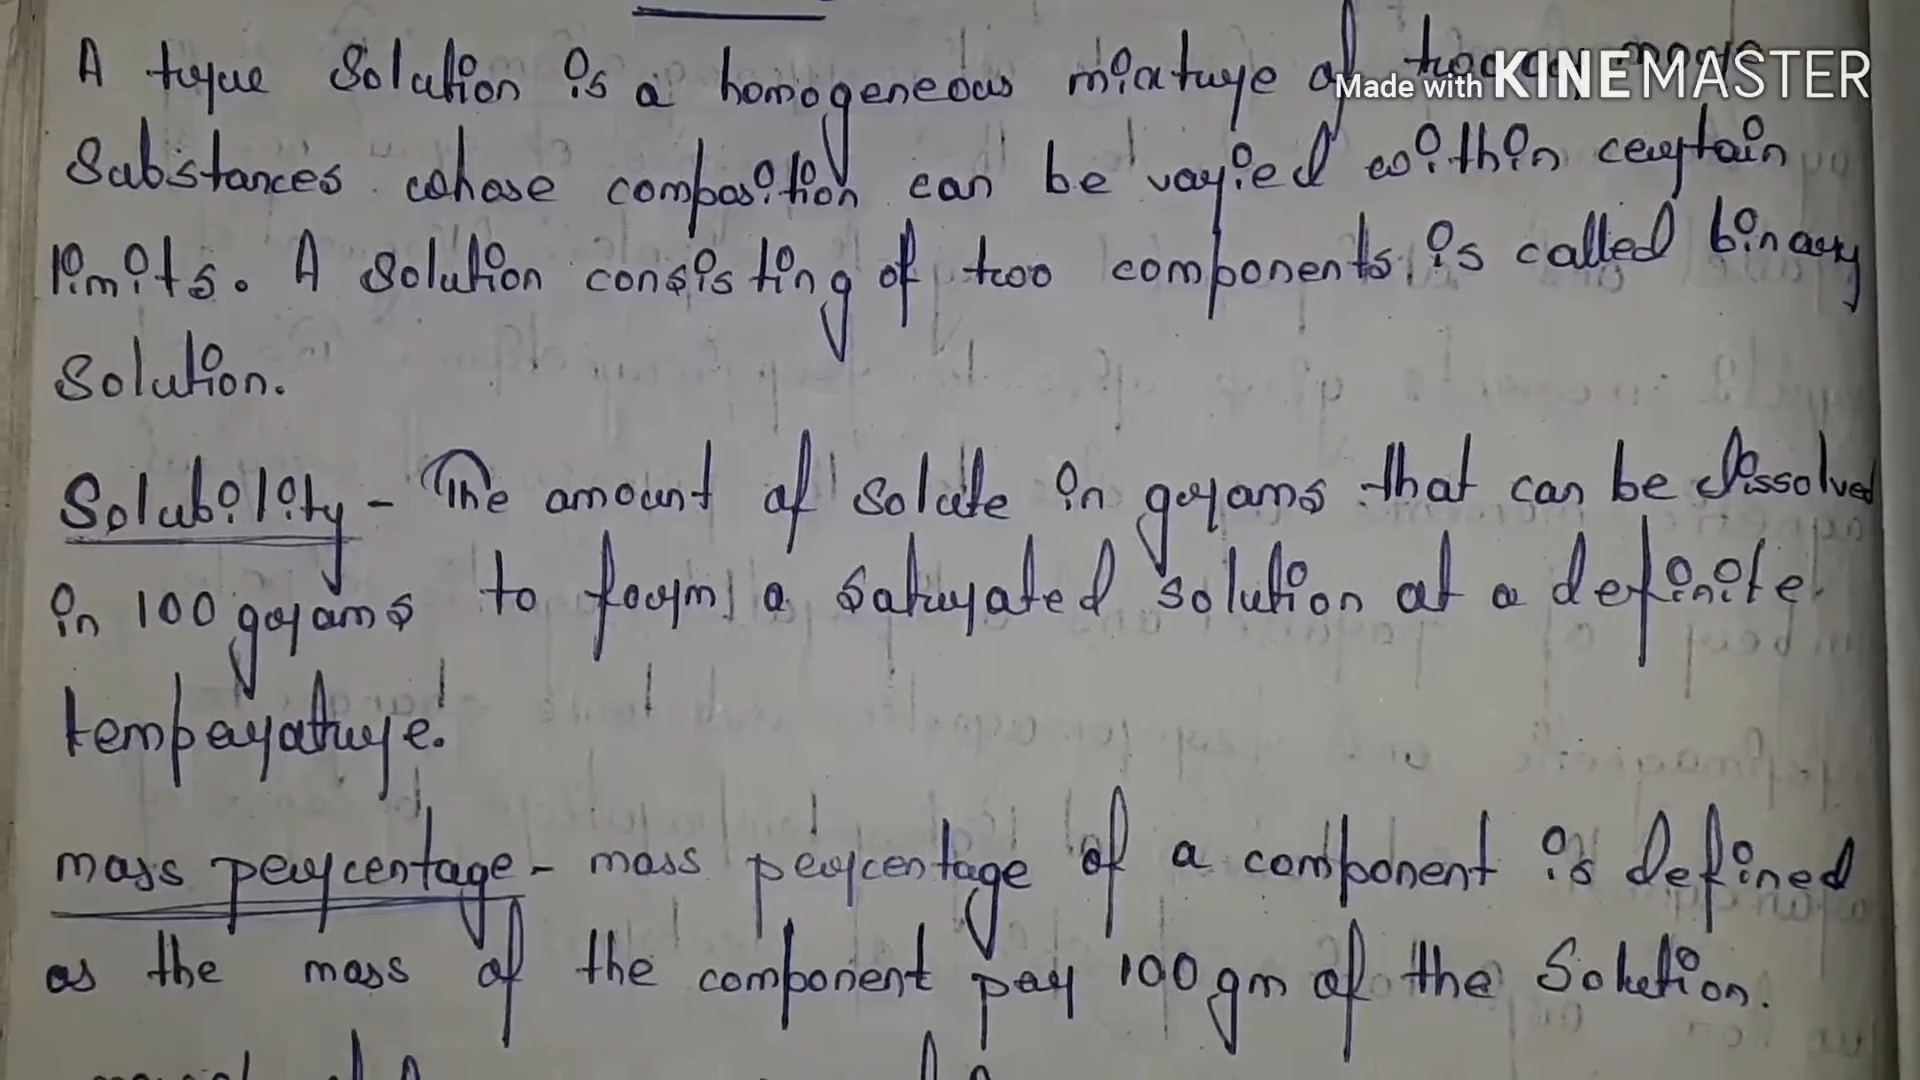 A true solution is a homogeneous mixture of two or more
Made with KINEMASTER
substances whose composition can be varied within certain
limits. A solution consisting of two components is called binary
solution.
Solubility - The amount of solute in grams that can be dissolved
in 100 grams to form a saturated solution at a definite
temperature.
mass percentage - mass percentage of a component is defined
as the mass of the component per 100 gm of the solution.